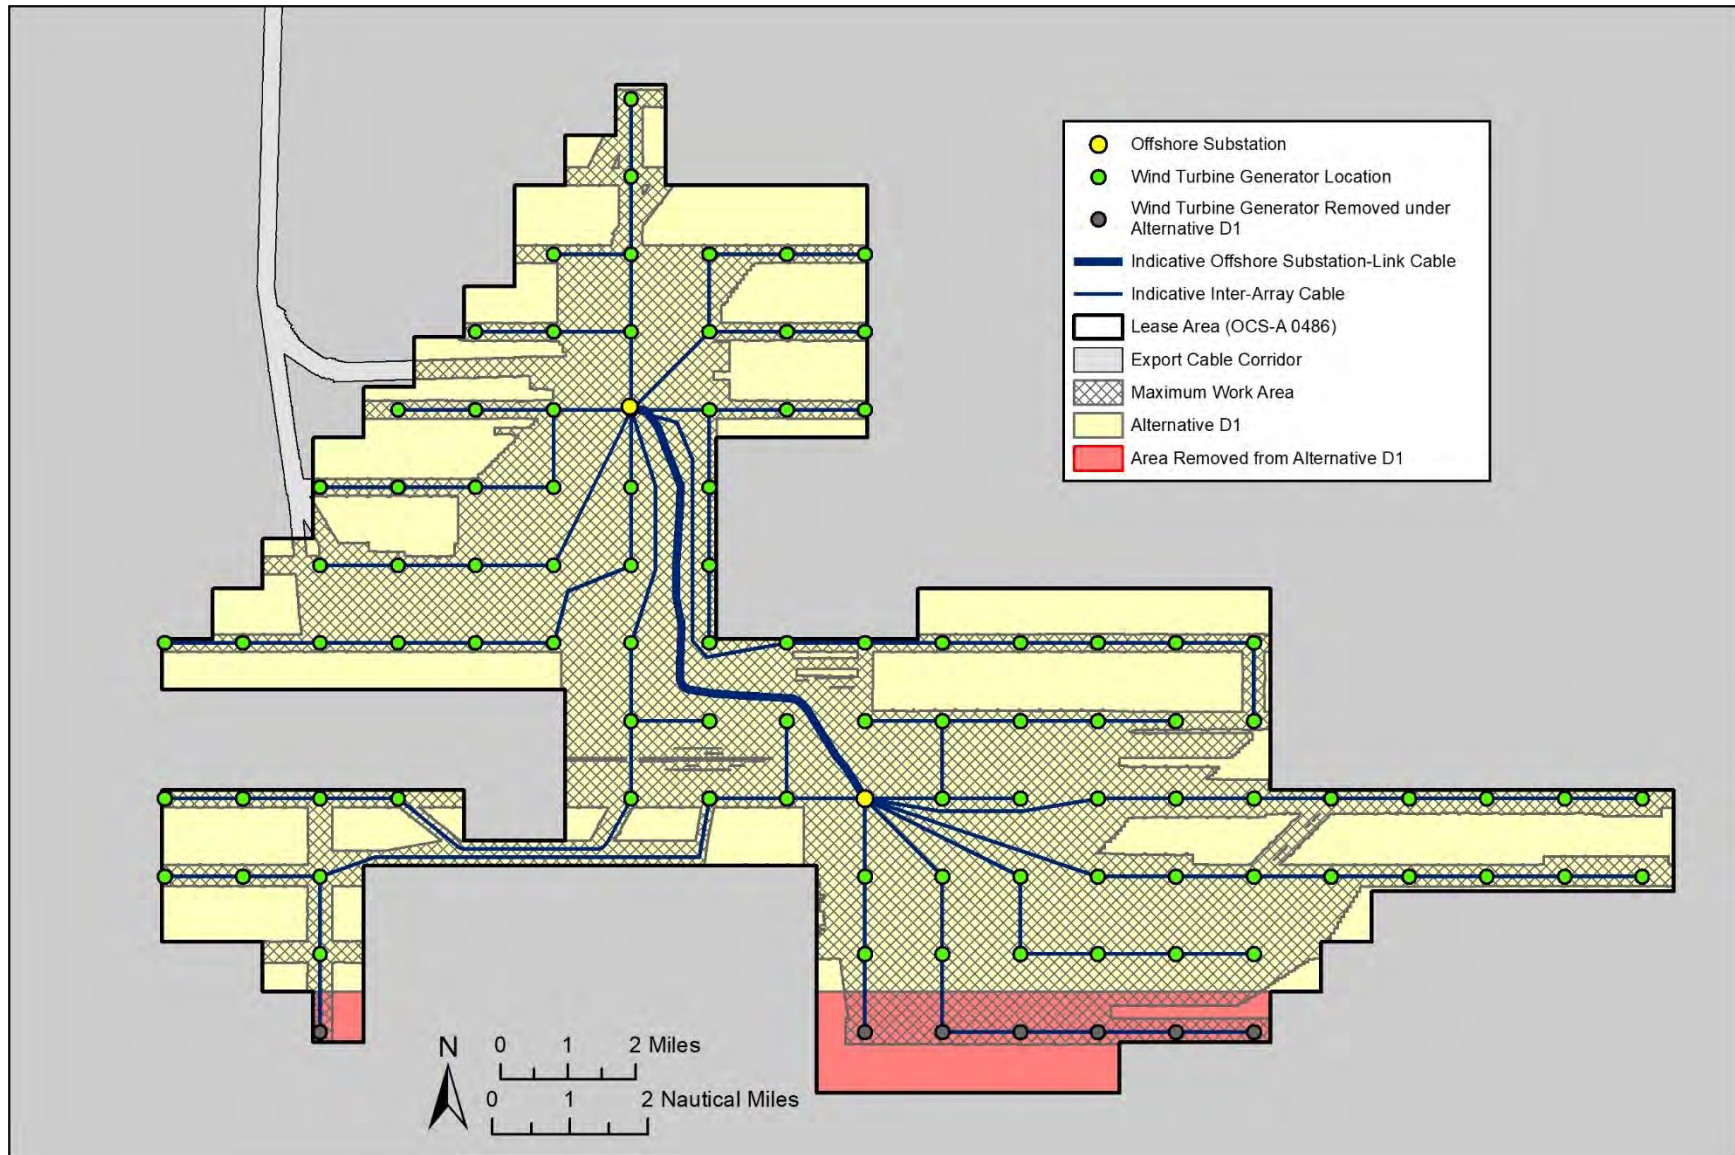 Offshore Substation
Wind Turbine Generator Location
Wind Turbine Generator Removed under
Alternative D1
Indicative Offshore Substation-Link Cable
Indicative Inter-Array Cable
Lease Area (OCS-A 0486)
Export Cable Corridor
Maximum Work Area
Alternative D1
Area Removed from Alternative D1
N
0 1 2 Miles
0 1 2 Nautical Miles